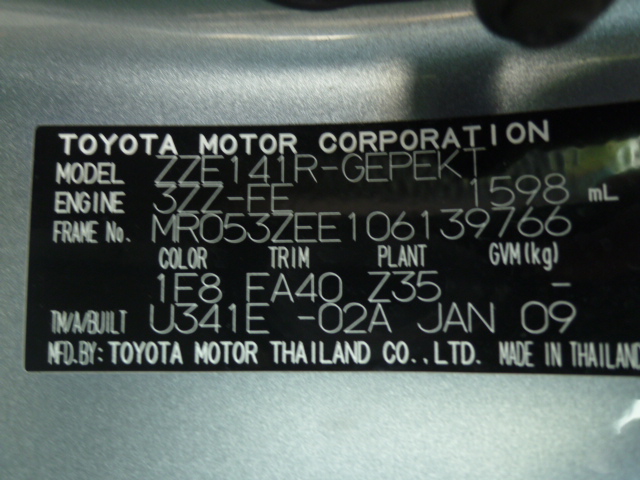 TOYOTA MOTOR CORPORATION
MODEL ZZE141R-GEPEKT
ENGINE 3ZZ-FE 1598 mL
FRAME No. MR053ZEE106139766
COLOR TRIM PLANT GVM(kg)
1F8 FA40 Z35 -
TM/A/BUILT U341E -02A JAN 09
MFD.BY: TOYOTA MOTOR THAILAND CO.,LTD. MADE IN THAILAND